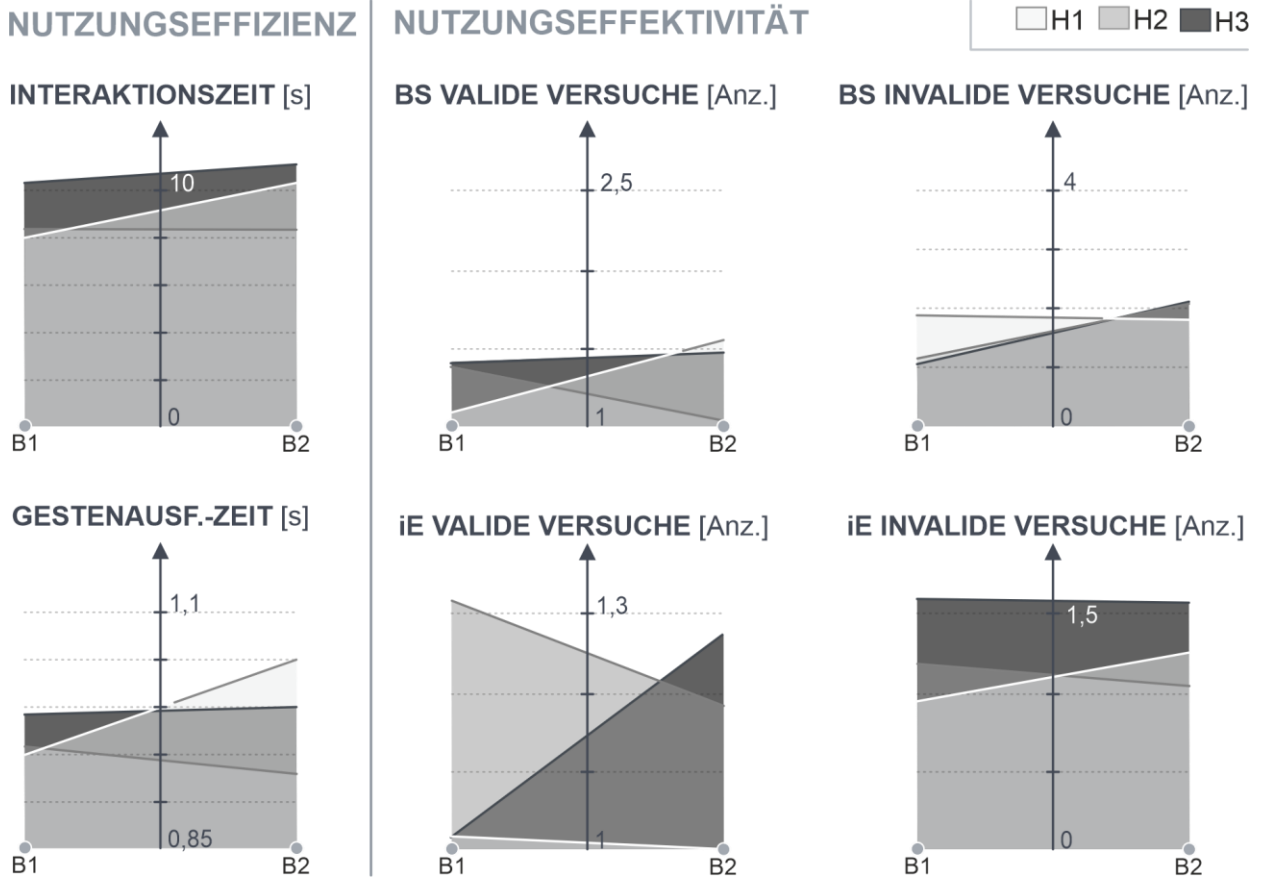 NUTZUNGSEFFIZIENZ
NUTZUNGSEFFEKTIVITÄT
H1 H2 H3
INTERAKTIONSZEIT [s]
10
0
B1 B2
BS VALIDE VERSUCHE [Anz.]
2,5
1
B1 B2
BS INVALIDE VERSUCHE [Anz.]
4
0
B1 B2
GESTENAUSF.-ZEIT [s]
1,1
0,85
B1 B2
iE VALIDE VERSUCHE [Anz.]
1,3
1
B1 B2
iE INVALIDE VERSUCHE [Anz.]
1,5
0
B1 B2